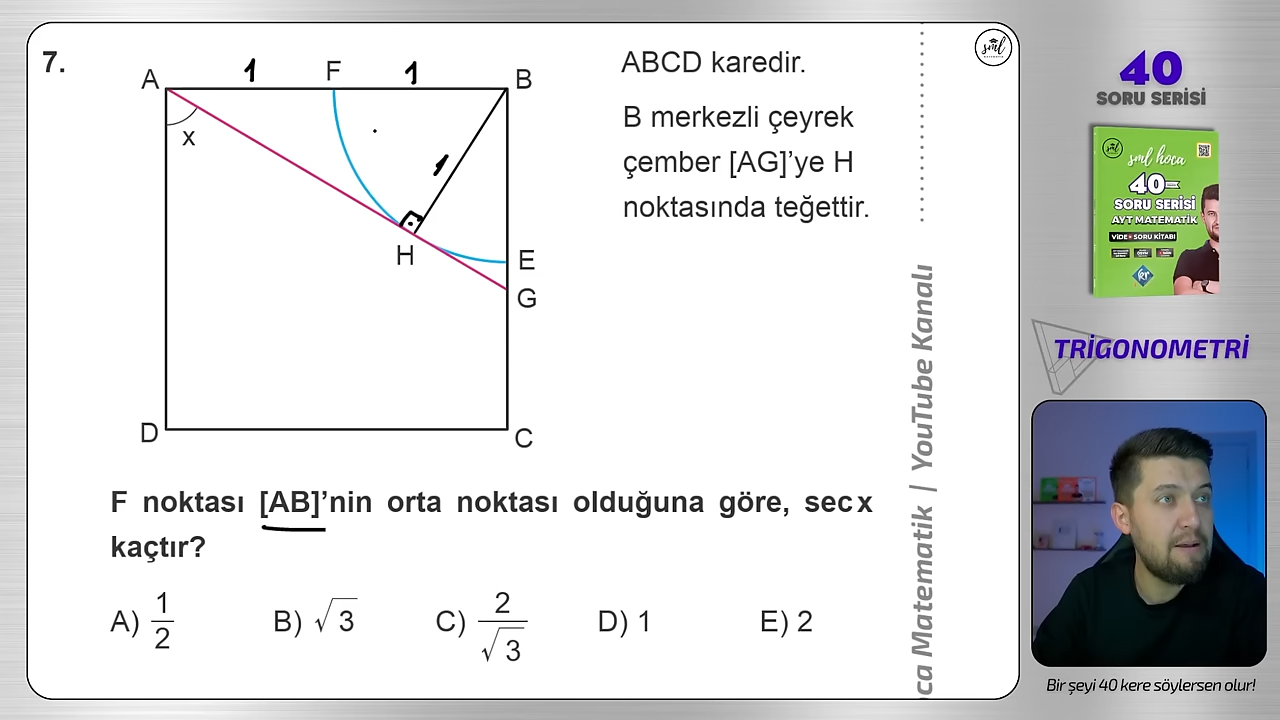 7.
ABCD karedir.
B merkezli çeyrek
çember [AG]'ye H
noktasında teğettir.
A
1
F
1
B
x
1
H
E
G
D
C
F noktası [AB]'nin orta noktası olduğuna göre, sec x
kaçtır?
A) 1/2 B) √3 C) 2/√3 D) 1 E) 2
oca Matematik | YouTube Kanalı
sml
40
SORU SERİSİ
sml hoca
40
SORU SERİSİ
AYT MATEMATİK
VİDEO SORU KİTABI
TRİGONOMETRİ
Bir şeyi 40 kere söylersen olur!